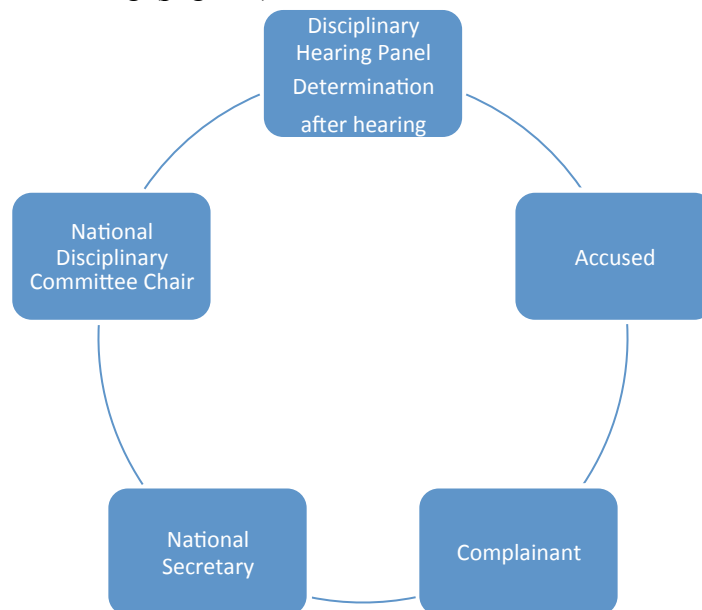 Disciplinary
Hearing Panel
Determination
after hearing
Accused
Complainant
National
Secretary
National
Disciplinary
Committee Chair